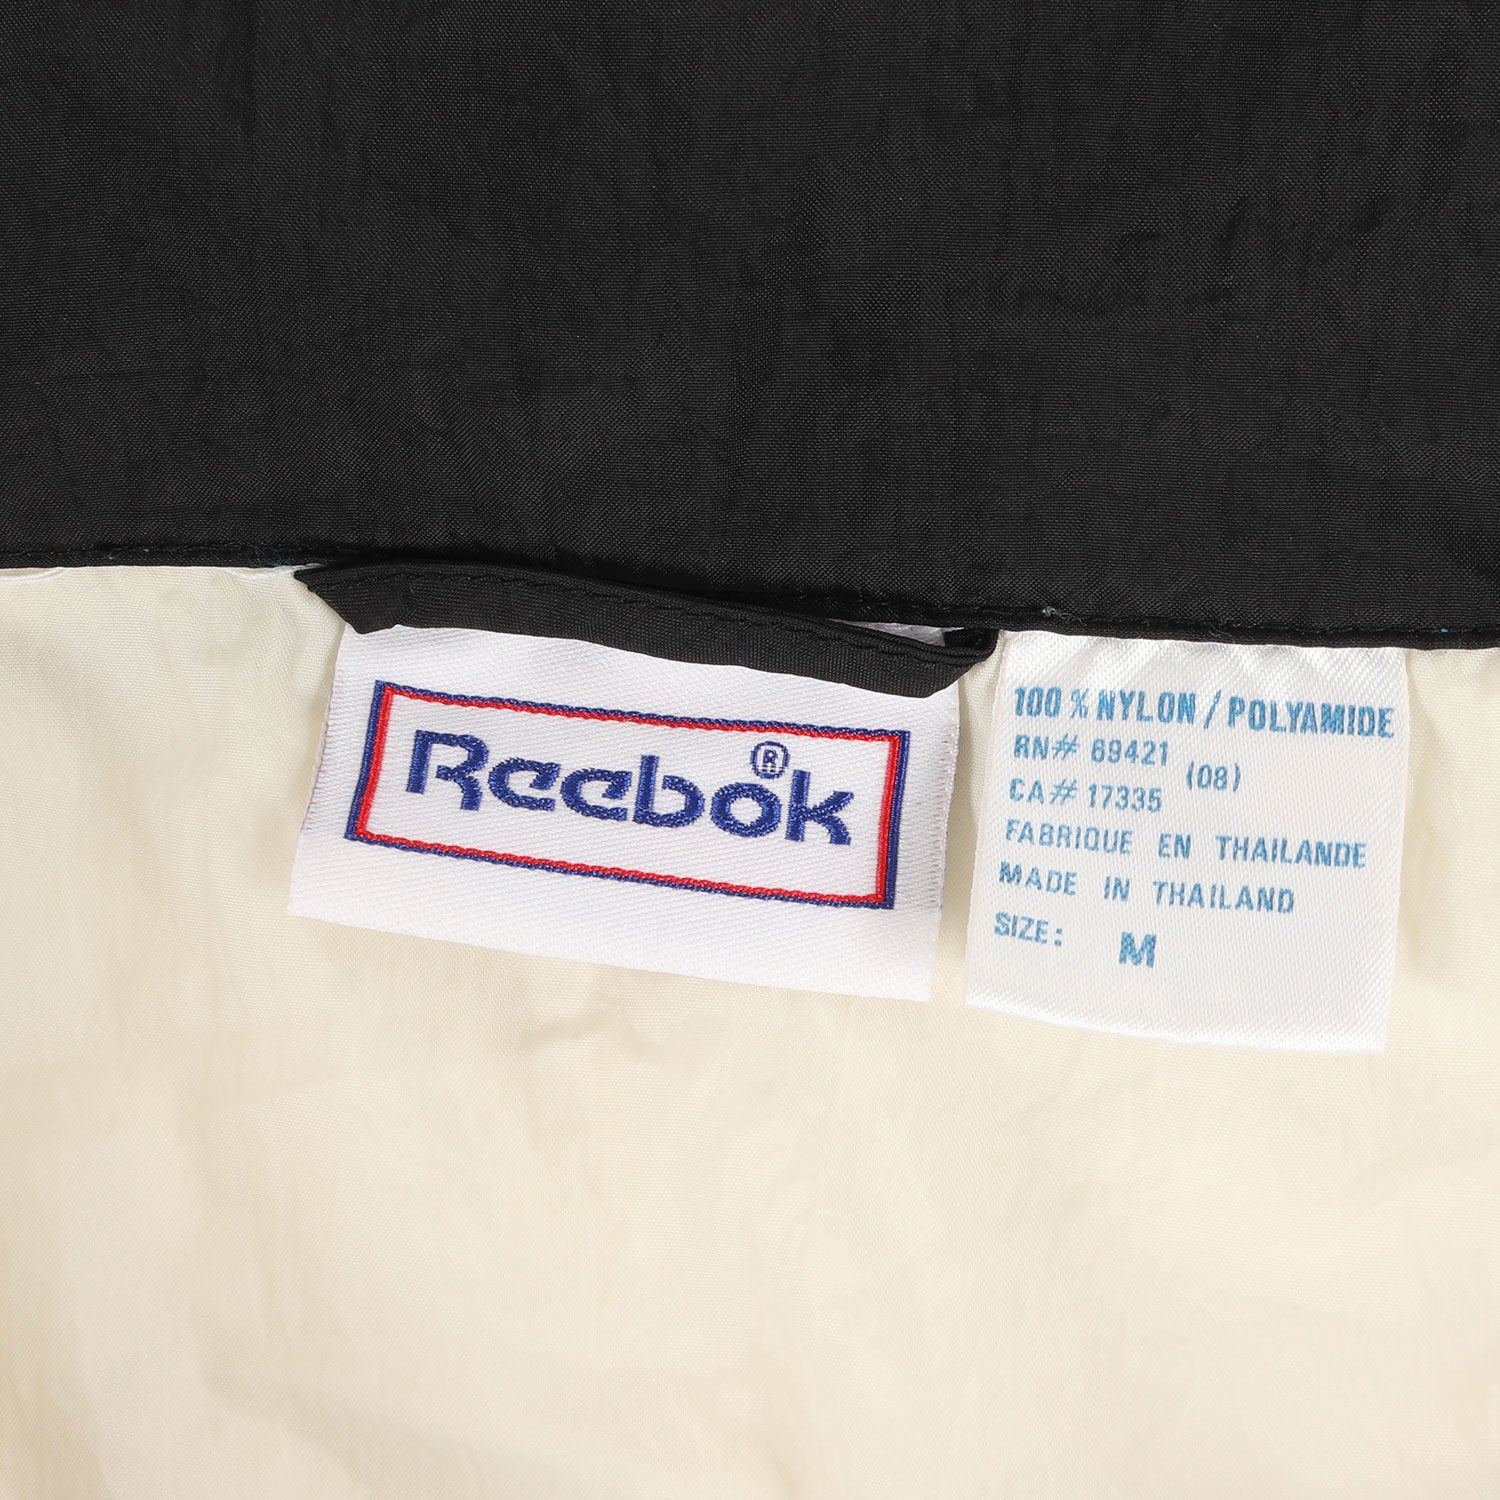 Reebok®
100% NYLON / POLYAMIDE
RN# 69421 (08)
CA# 17335
FABRIQUE EN THAILANDE
MADE IN THAILAND
SIZE: M